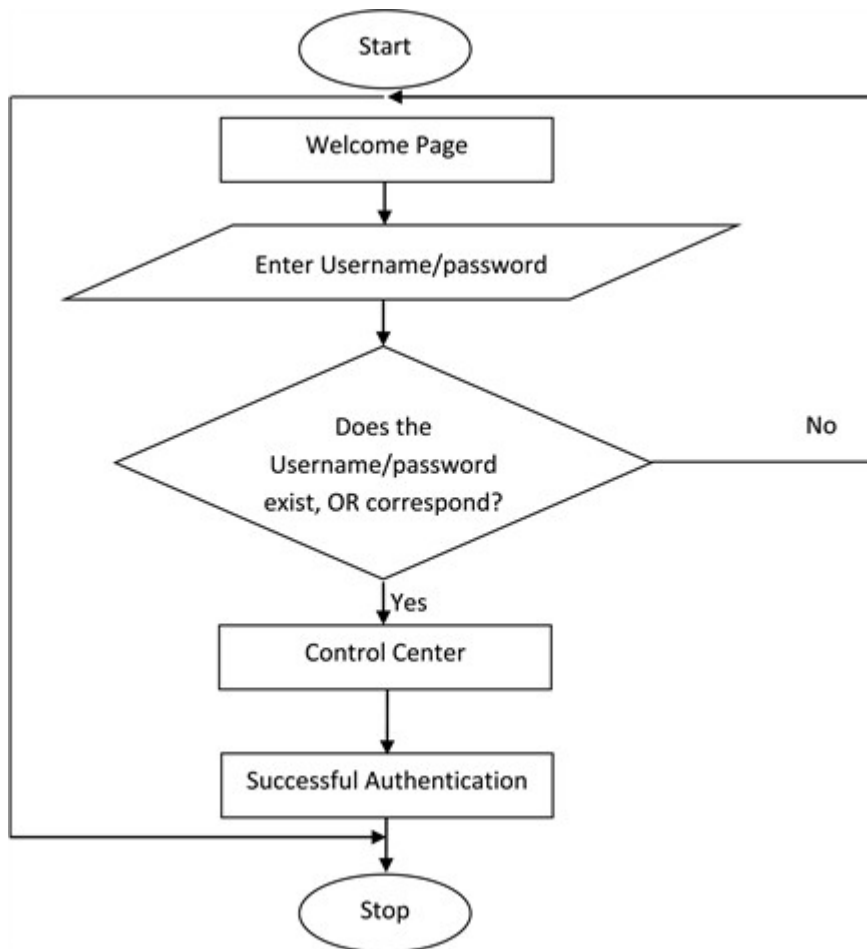 Start
Welcome Page
Enter Username/password
Does the
Username/password
exist, OR correspond?
No
Yes
Control Center
Successful Authentication
Stop